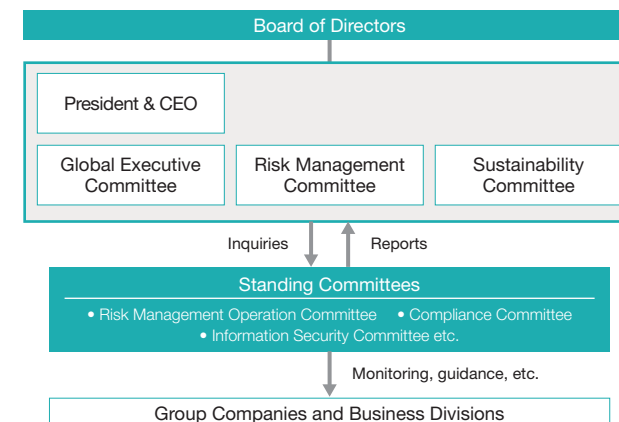 Board of Directors
President & CEO
Global Executive
Committee
Risk Management
Committee
Sustainability
Committee
Inquiries
Reports
Standing Committees
• Risk Management Operation Committee • Compliance Committee
• Information Security Committee etc.
Monitoring, guidance, etc.
Group Companies and Business Divisions